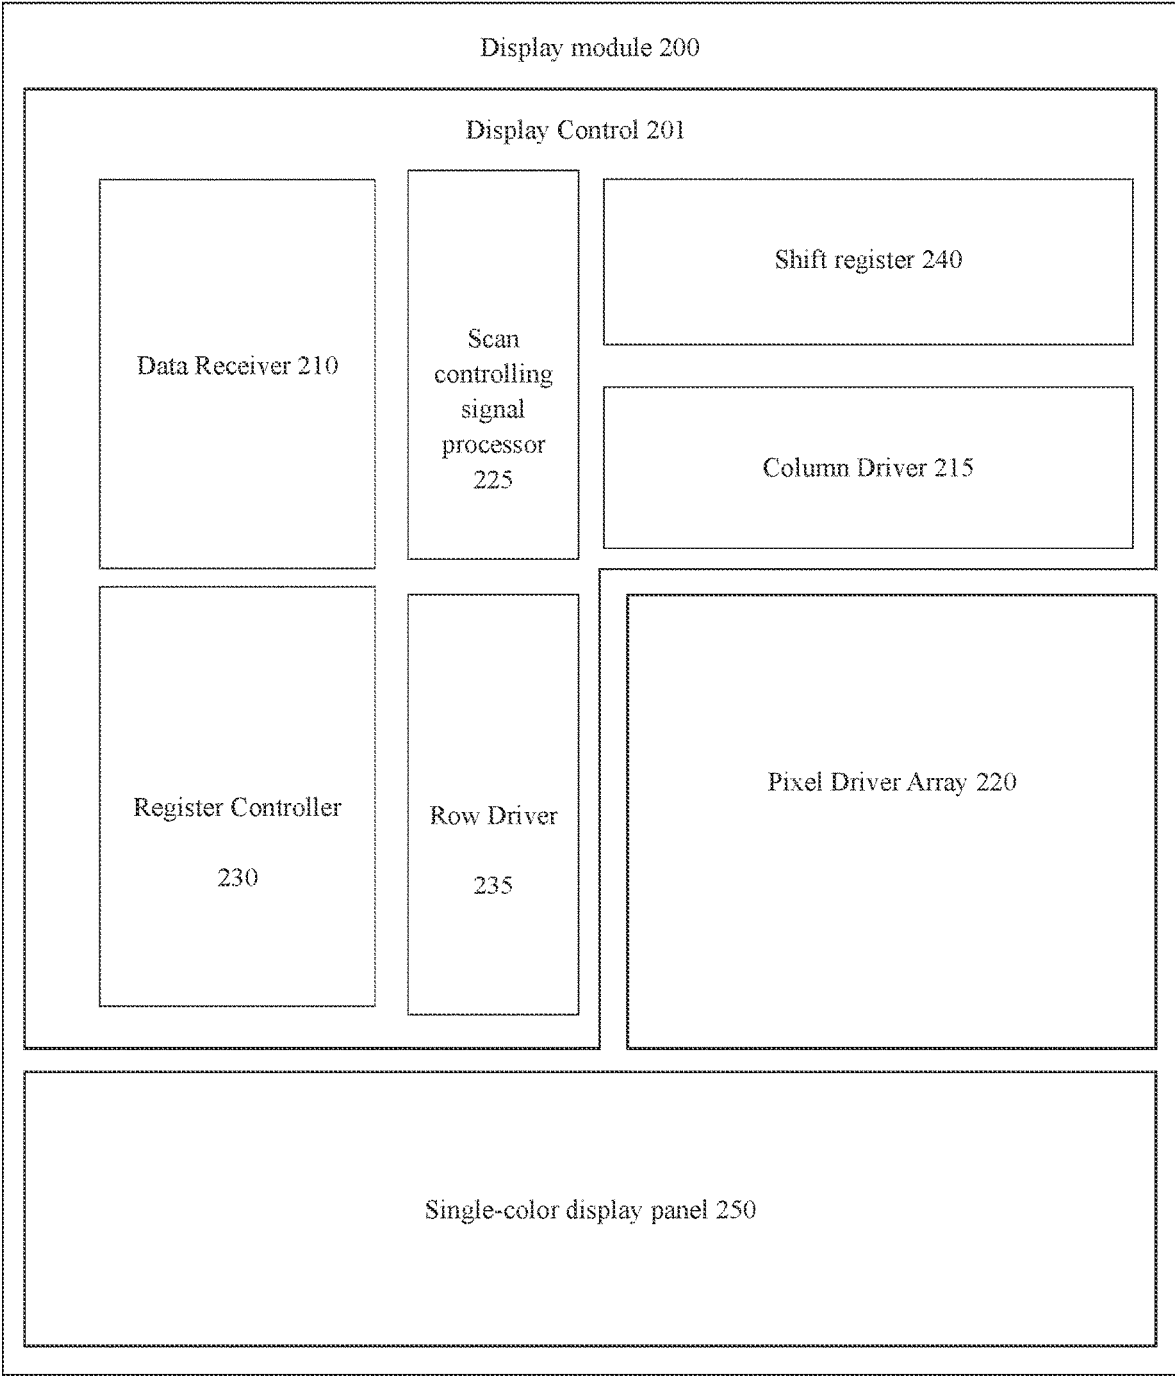 Display module 200
Display Control 201
Data Receiver 210
Scan
controlling
signal
processor
225
Shift register 240
Column Driver 215
Register Controller
230
Row Driver
235
Pixel Driver Array 220
Single-color display panel 250